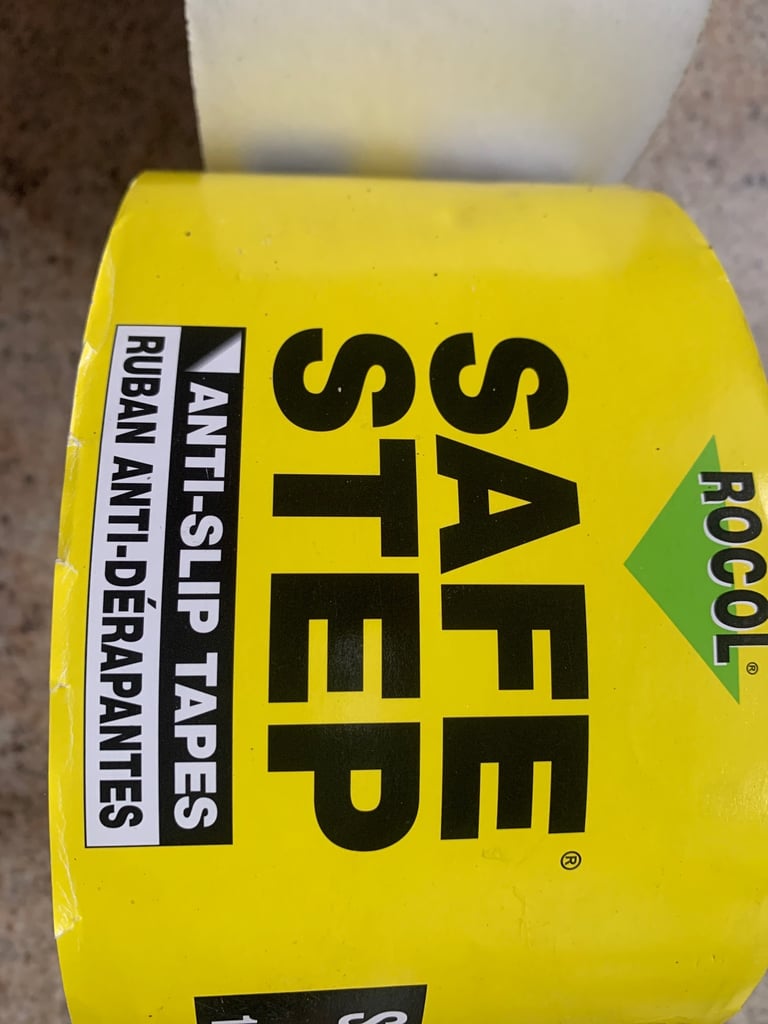 ROCOL®
SAFE
STEP®
ANTI-SLIP TAPES
RUBAN ANTI-DÉRAPANTES